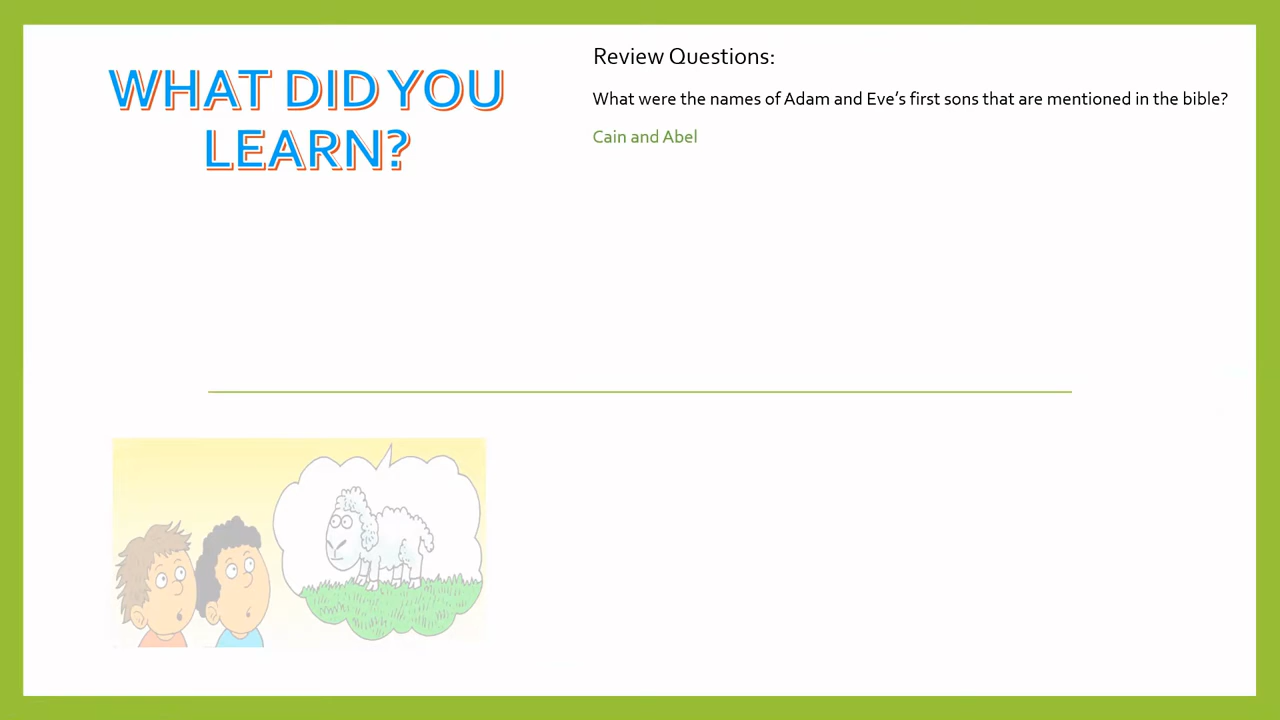 WHAT DID YOU
LEARN?
Review Questions:
What were the names of Adam and Eve’s first sons that are mentioned in the bible?
Cain and Abel